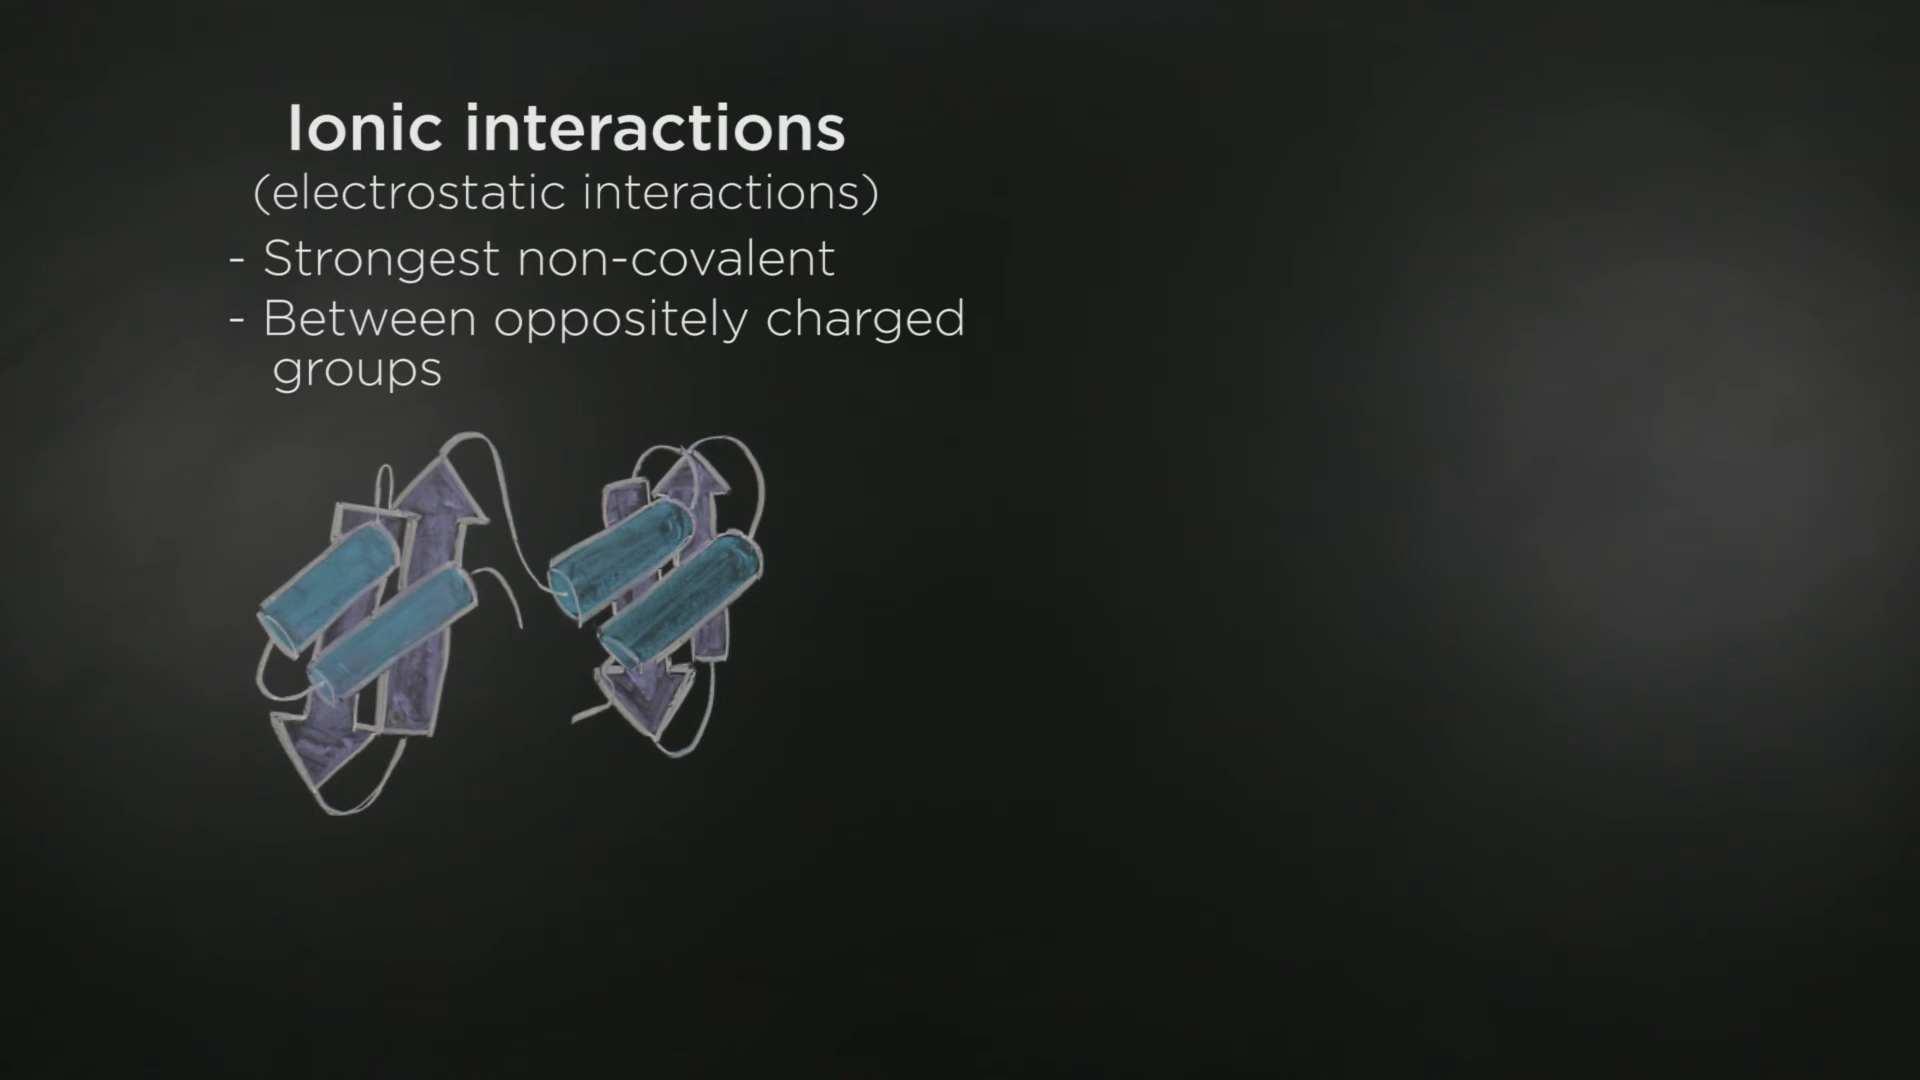 Ionic interactions
(electrostatic interactions)
- Strongest non-covalent
- Between oppositely charged
groups